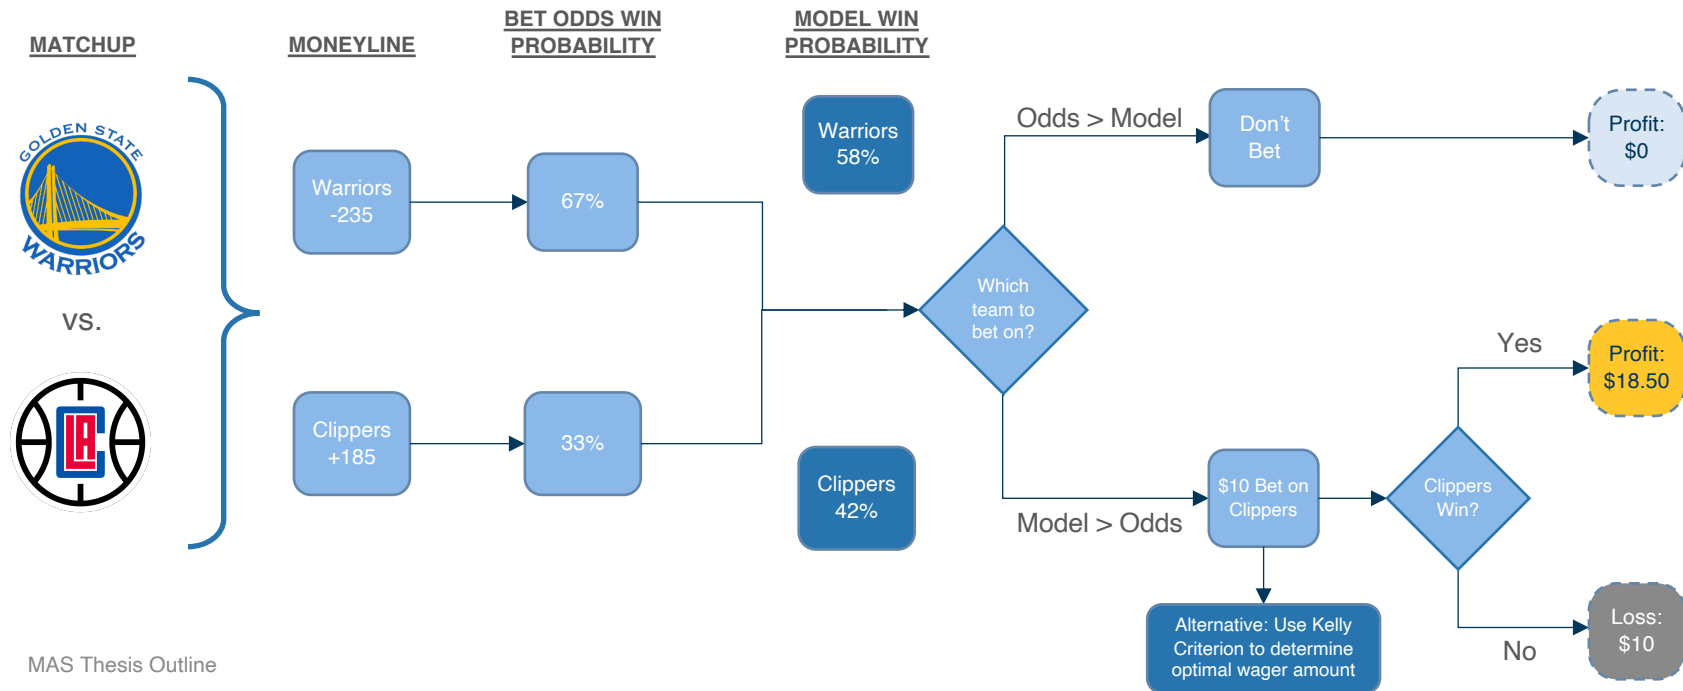 MATCHUP
MONEYLINE
BET ODDS WIN
PROBABILITY
MODEL WIN
PROBABILITY
GOLDEN STATE
WARRIORS
vs.
LA
Warriors
-235
67%
Clippers
+185
33%
Warriors
58%
Clippers
42%
Which
team to
bet on?
Odds > Model
Don't
Bet
Profit:
$0
Model > Odds
$10 Bet on
Clippers
Alternative: Use Kelly
Criterion to determine
optimal wager amount
Clippers
Win?
Yes
Profit:
$18.50
No
Loss:
$10
MAS Thesis Outline